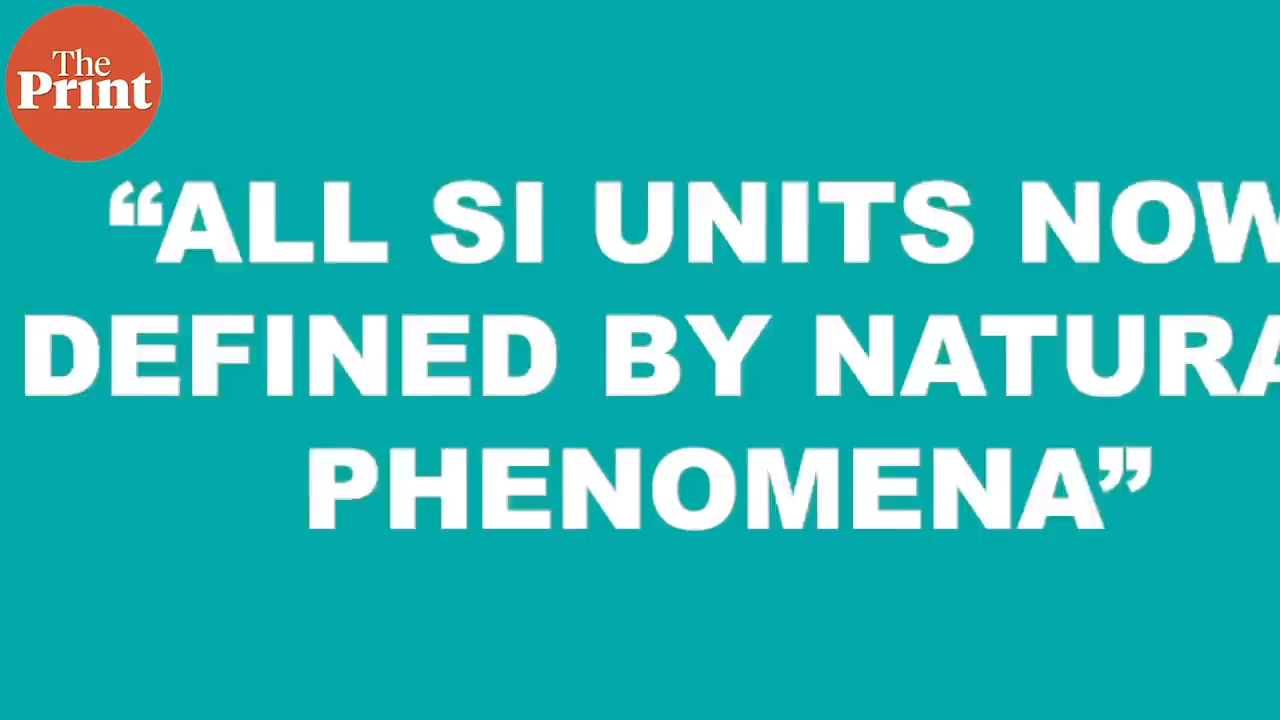 The
Print
“ALL SI UNITS NOW
DEFINED BY NATURA
PHENOMENA”